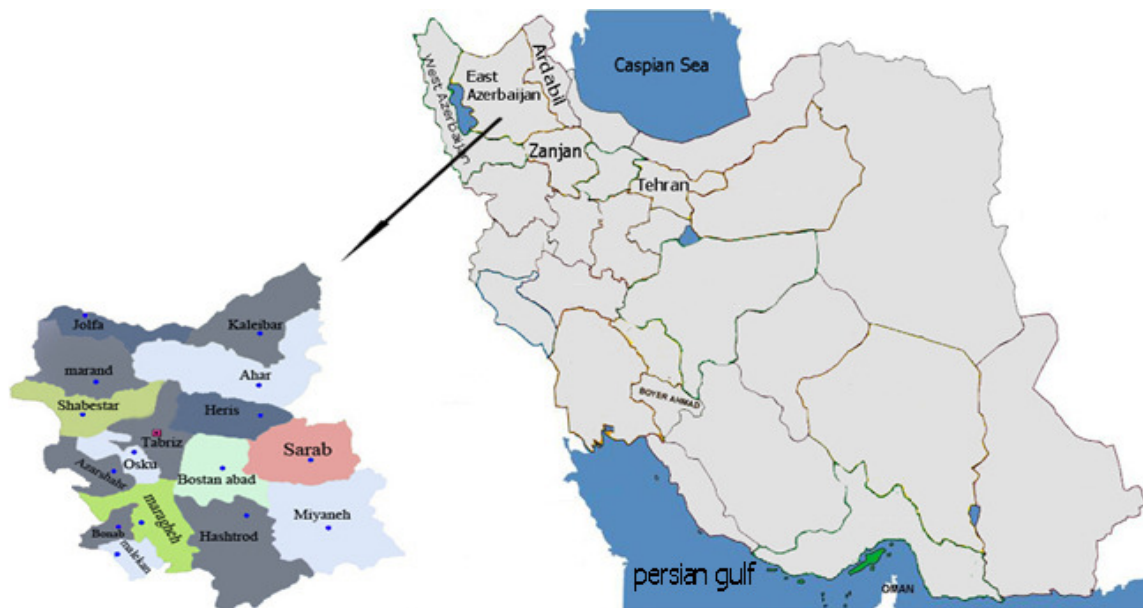 Caspian Sea
West Azerbaijan
East
Azerbaijan
Ardabil
Zanjan
Tehran
BOYER AHMAD
persian gulf
OMAN
Jolfa
Kaleibar
marand
Ahar
Shabestar
Heris
Tabriz
Sarab
Osku
Azarshahr
Bostan abad
maragheh
Miyaneh
Bonab
Hashtrod
malekan